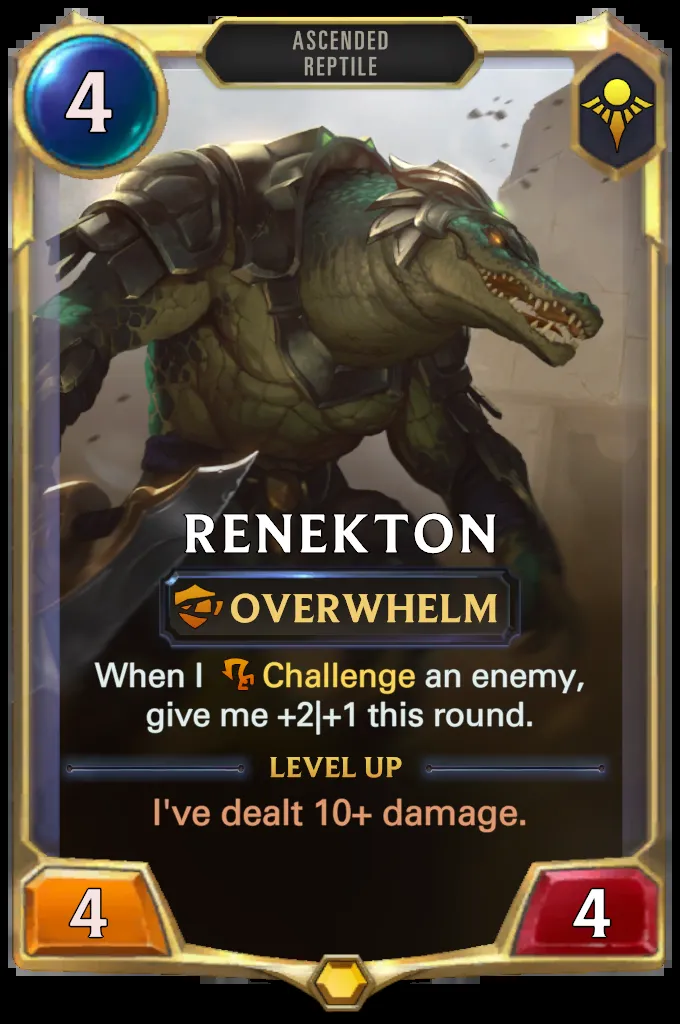 4
ASCENDED
REPTILE
RENEKTON
OVERWHELM
When I Challenge an enemy,
give me +2|+1 this round.
LEVEL UP
I've dealt 10+ damage.
4
4